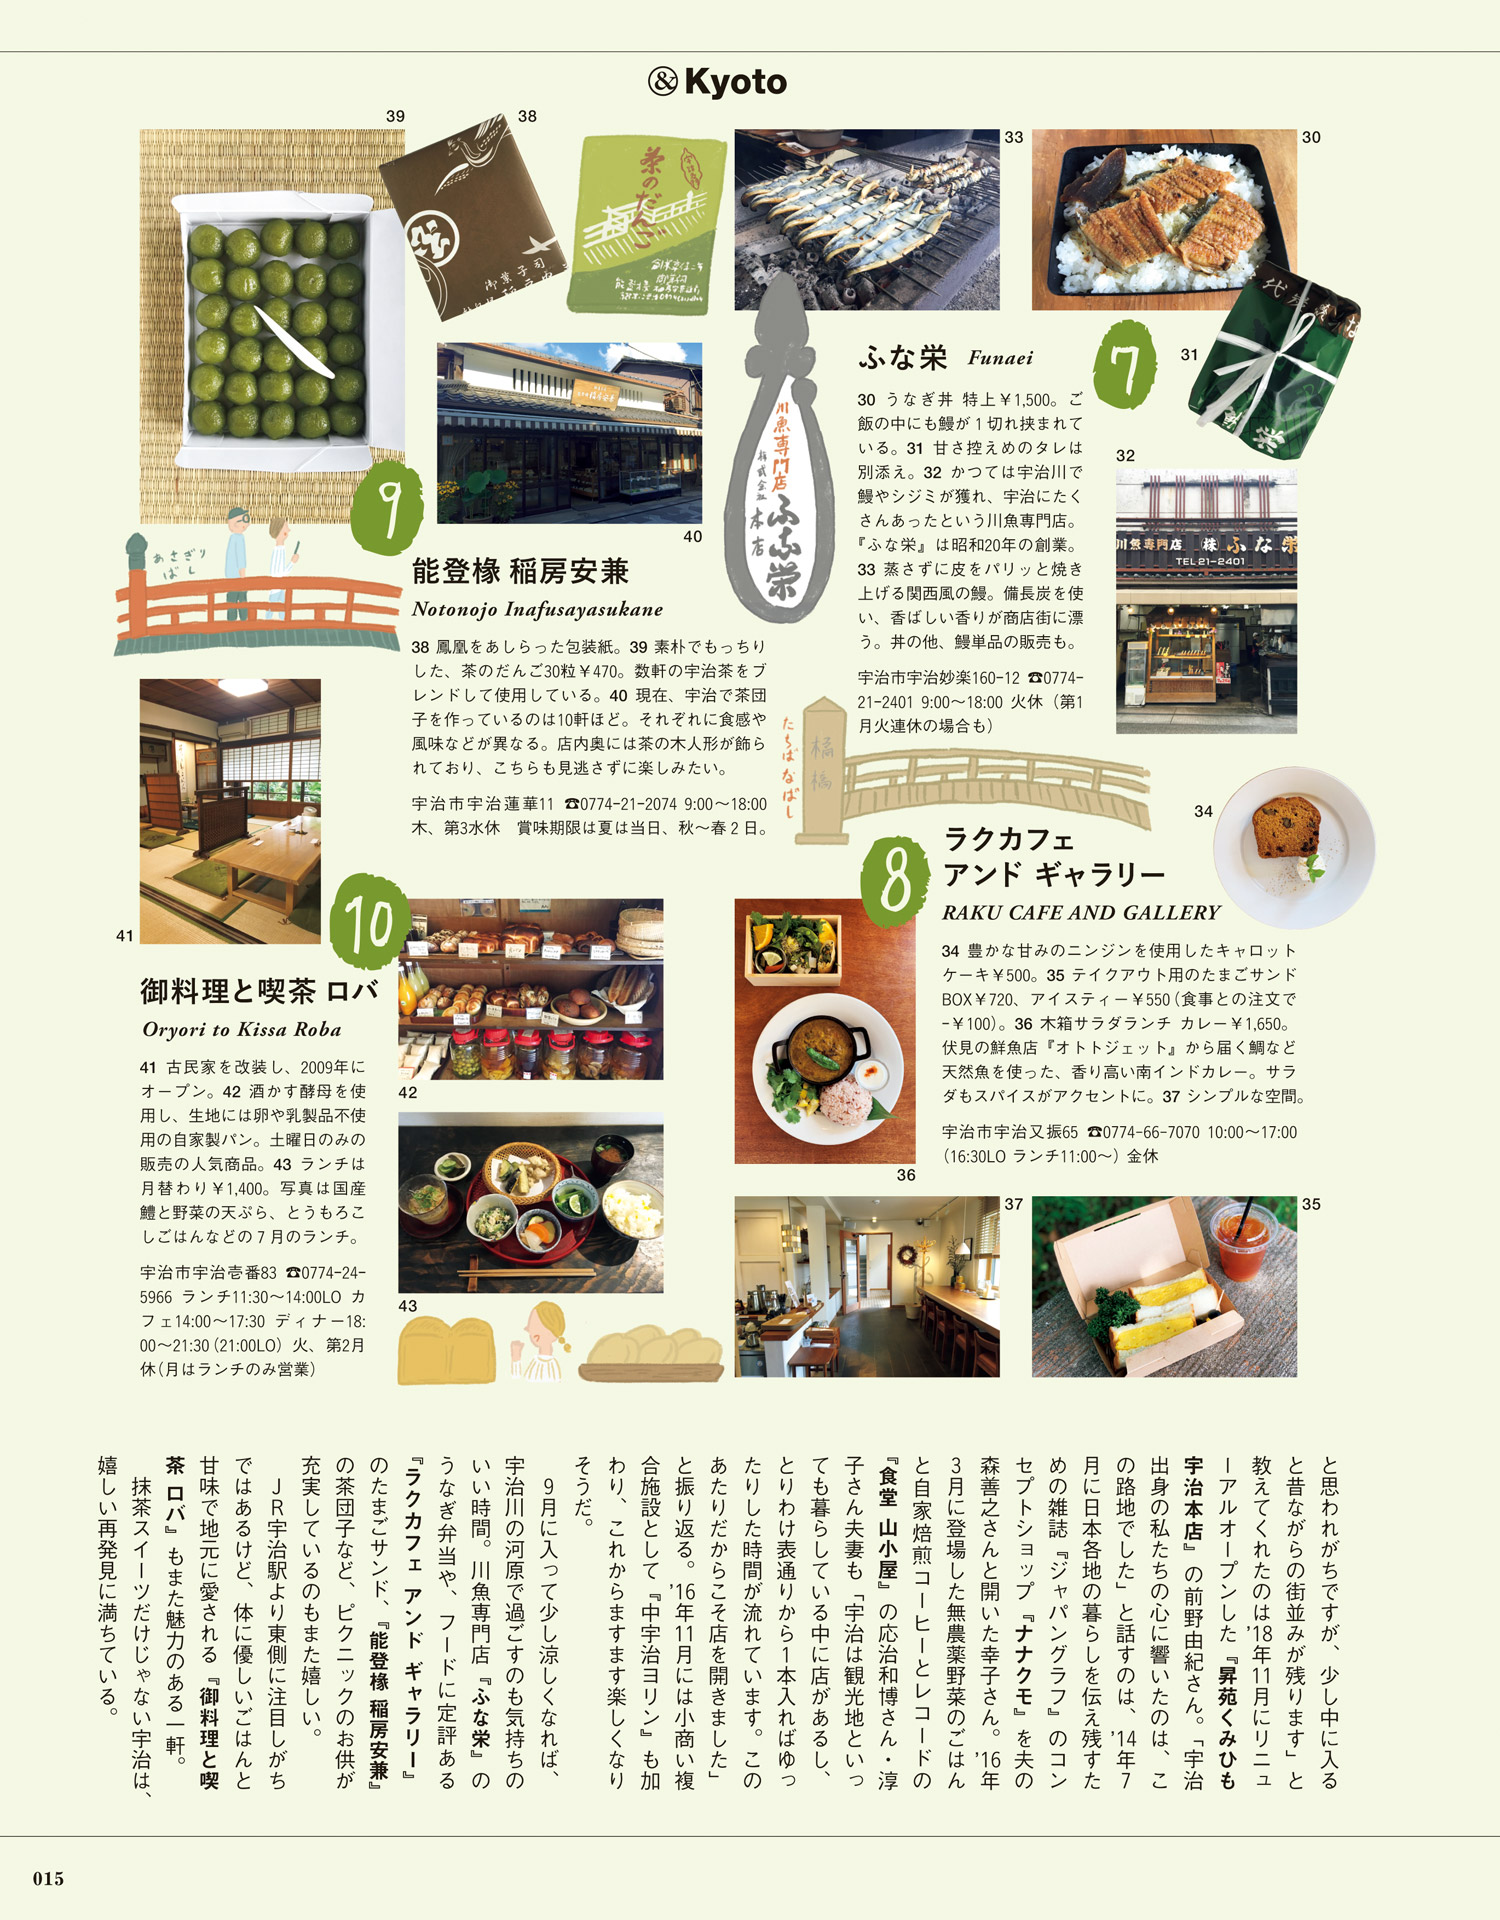 &Kyoto
39
38
宇治名
茶のだんご
御菓子司
33
30
31
32
川魚専門店
株式会社
ふな栄
本店
川魚専門店 (株) ふな栄
TEL 21-2401
7
ふな栄 Funaei
30 うなぎ丼 特上¥1,500。ご
飯の中にも鰻が1切れ挟まれて
いる。31 甘さ控えめのタレは
別添え。32 かつては宇治川で
鰻やシジミが獲れ、宇治にたく
さんあったという川魚専門店。
『ふな栄』は昭和20年の創業。
33 蒸さずに皮をパリッと焼き
上げる関西風の鰻。備長炭を使
い、香ばしい香りが商店街に漂
う。丼の他、鰻単品の販売も。
宇治市宇治妙楽160-12 ☎0774-
21-2401 9:00〜18:00 火休(第1
月火連休の場合も)
40
9
あさぎり
ばし
能登椽 稲房安兼
Notonojo Inafusayasukane
38 鳳凰をあしらった包装紙。39 素朴でもっちり
した、茶のだんご30粒¥470。数軒の宇治茶をブ
レンドして使用している。40 現在、宇治で茶団
子を作っているのは10軒ほど。それぞれに食感や
風味などが異なる。店内奥には茶の木人形が飾ら
れており、こちらも見逃さずに楽しみたい。
宇治市宇治蓮華11 ☎0774-21-2074 9:00〜18:00
木、第3水休 賞味期限は夏は当日、秋〜春2日。
たちばなばし
橘橋
34
8
ラクカフェ
アンド ギャラリー
RAKU CAFE AND GALLERY
34 豊かな甘みのニンジンを使用したキャロット
ケーキ¥500。35 テイクアウト用のたまごサンド
BOX¥720、アイスティー¥550(食事との注文で
-¥100)。36 木箱サラダランチ カレー¥1,650。
伏見の鮮魚店『オトトジェット』から届く鯛など
天然魚を使った、香り高い南インドカレー。サラ
ダもスパイスがアクセントに。37 シンプルな空間。
宇治市宇治又振65 ☎0774-66-7070 10:00〜17:00
(16:30LO ランチ11:00〜)金休
36
37
35
41
10
42
43
御料理と喫茶 ロバ
Oryori to Kissa Roba
41 古民家を改装し、2009年に
オープン。42 酒かす酵母を使
用し、生地には卵や乳製品不使
用の自家製パン。土曜日のみの
販売の人気商品。43 ランチは
月替わり¥1,400。写真は国産
鱧と野菜の天ぷら、とうもろこ
しごはんなどの7月のランチ。
宇治市宇治壱番83 ☎0774-24-
5966 ランチ11:30〜14:00LO カ
フェ14:00〜17:30 ディナー18:
00〜21:30(21:00LO)火、第2月
休(月はランチのみ営業)
と思われがちですが、少し中に入る
と昔ながらの街並みが残ります」と
教えてくれたのは'18年11月にリニュ
ーアルオープンした『昇苑くみひも
宇治本店』の前野由紀さん。「宇治
出身の私たちの心に響いたのは、こ
の路地でした」と話すのは、'14年7
月に日本各地の暮らしを伝え残すた
めの雑誌『ジャパングラフ』のコン
セプトショップ『ナナクモ』を夫の
森善之さんと開いた幸子さん。'16年
3月に登場した無農薬野菜のごはん
と自家焙煎コーヒーとレコードの
『食堂 山小屋』の応治和博さん・淳
子さん夫妻も「宇治は観光地といっ
ても暮らしている中に店があるし、
とりわけ表通りから1本入ればゆっ
たりした時間が流れています。この
あたりだからこそ店を開きました」
と振り返る。'16年11月には小商い複
合施設として『中宇治ヨリン』も加
わり、これからますます楽しくなり
そうだ。
9月に入って少し涼しくなれば、
宇治川の河原で過ごすのも気持ちの
いい時間。川魚専門店『ふな栄』の
うなぎ弁当や、フードに定評ある
『ラクカフェ アンド ギャラリー』
のたまごサンド、『能登椽 稲房安兼』
の茶団子など、ピクニックのお供が
充実しているのもまた嬉しい。
JR宇治駅より東側に注目しがち
ではあるけど、体に優しいごはんと
甘味で地元に愛される『御料理と喫
茶 ロバ』もまた魅力のある一軒。
抹茶スイーツだけじゃない宇治は、
嬉しい再発見に満ちている。
015